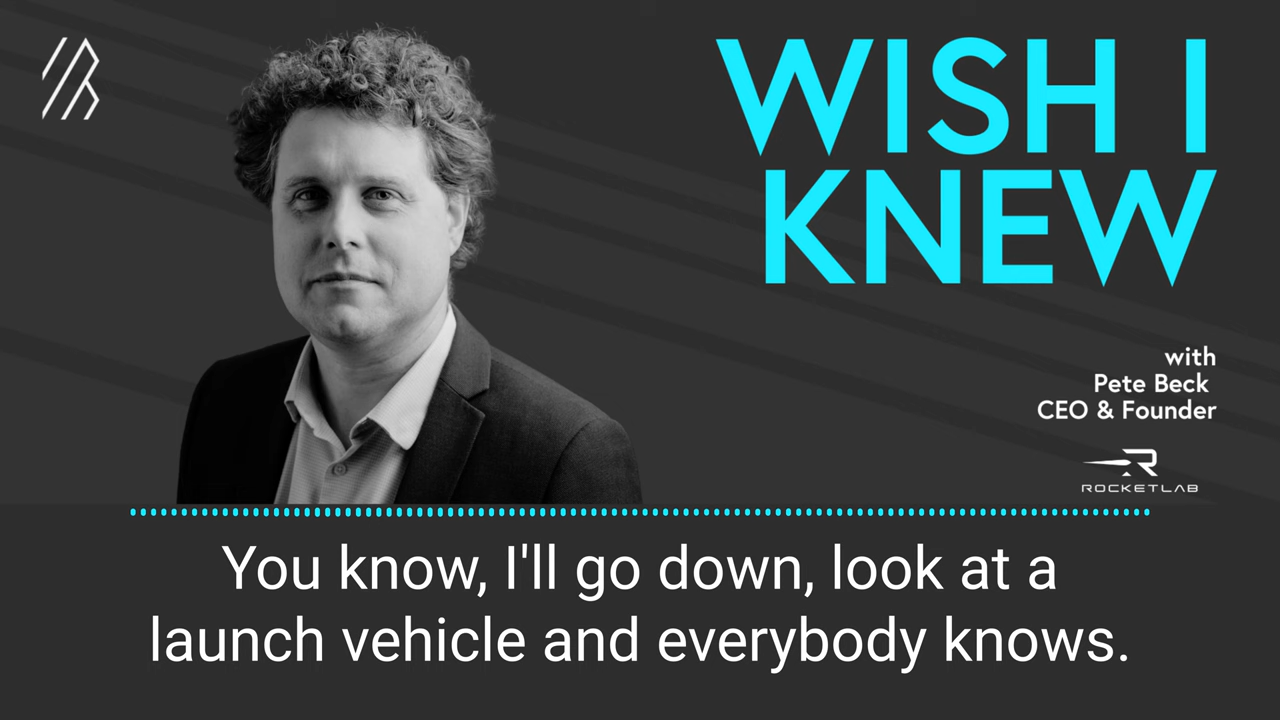 WISH I
KNEW
with
Pete Beck
CEO & Founder
ROCKETLAB
You know, I'll go down, look at a
launch vehicle and everybody knows.